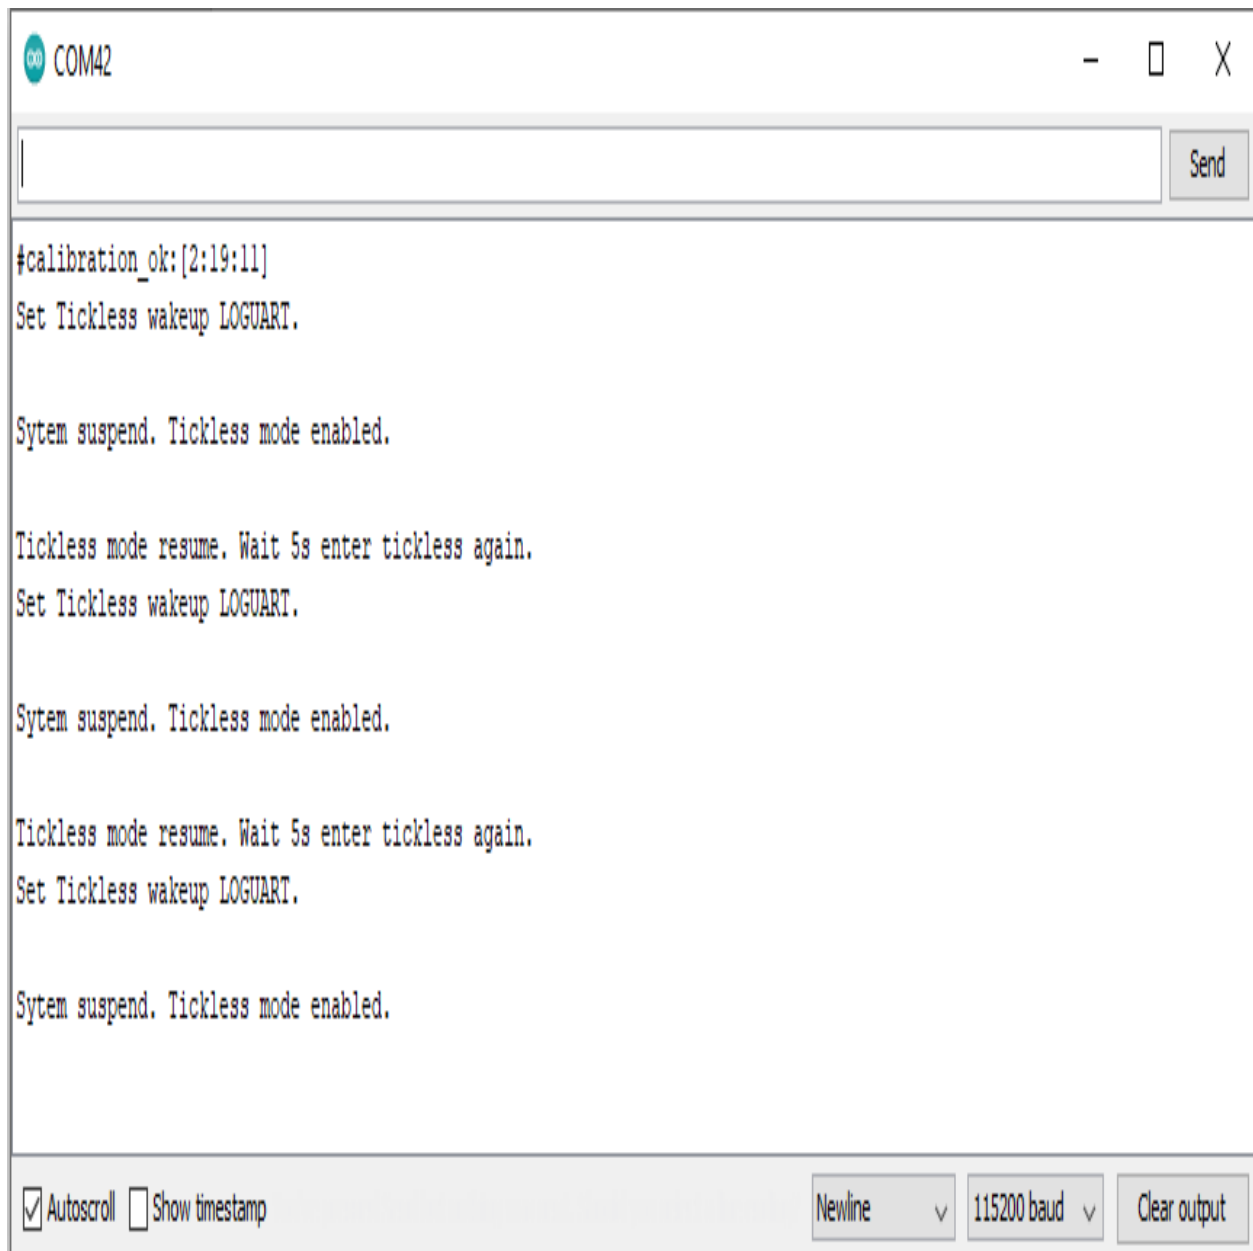 COM42
Send
#calibration_ok:[2:19:11]
Set Tickless wakeup LOGUART.
Sytem suspend. Tickless mode enabled.
Tickless mode resume. Wait 5s enter tickless again.
Set Tickless wakeup LOGUART.
Sytem suspend. Tickless mode enabled.
Tickless mode resume. Wait 5s enter tickless again.
Set Tickless wakeup LOGUART.
Sytem suspend. Tickless mode enabled.
Autoscroll Show timestamp Newline 115200 baud Clear output